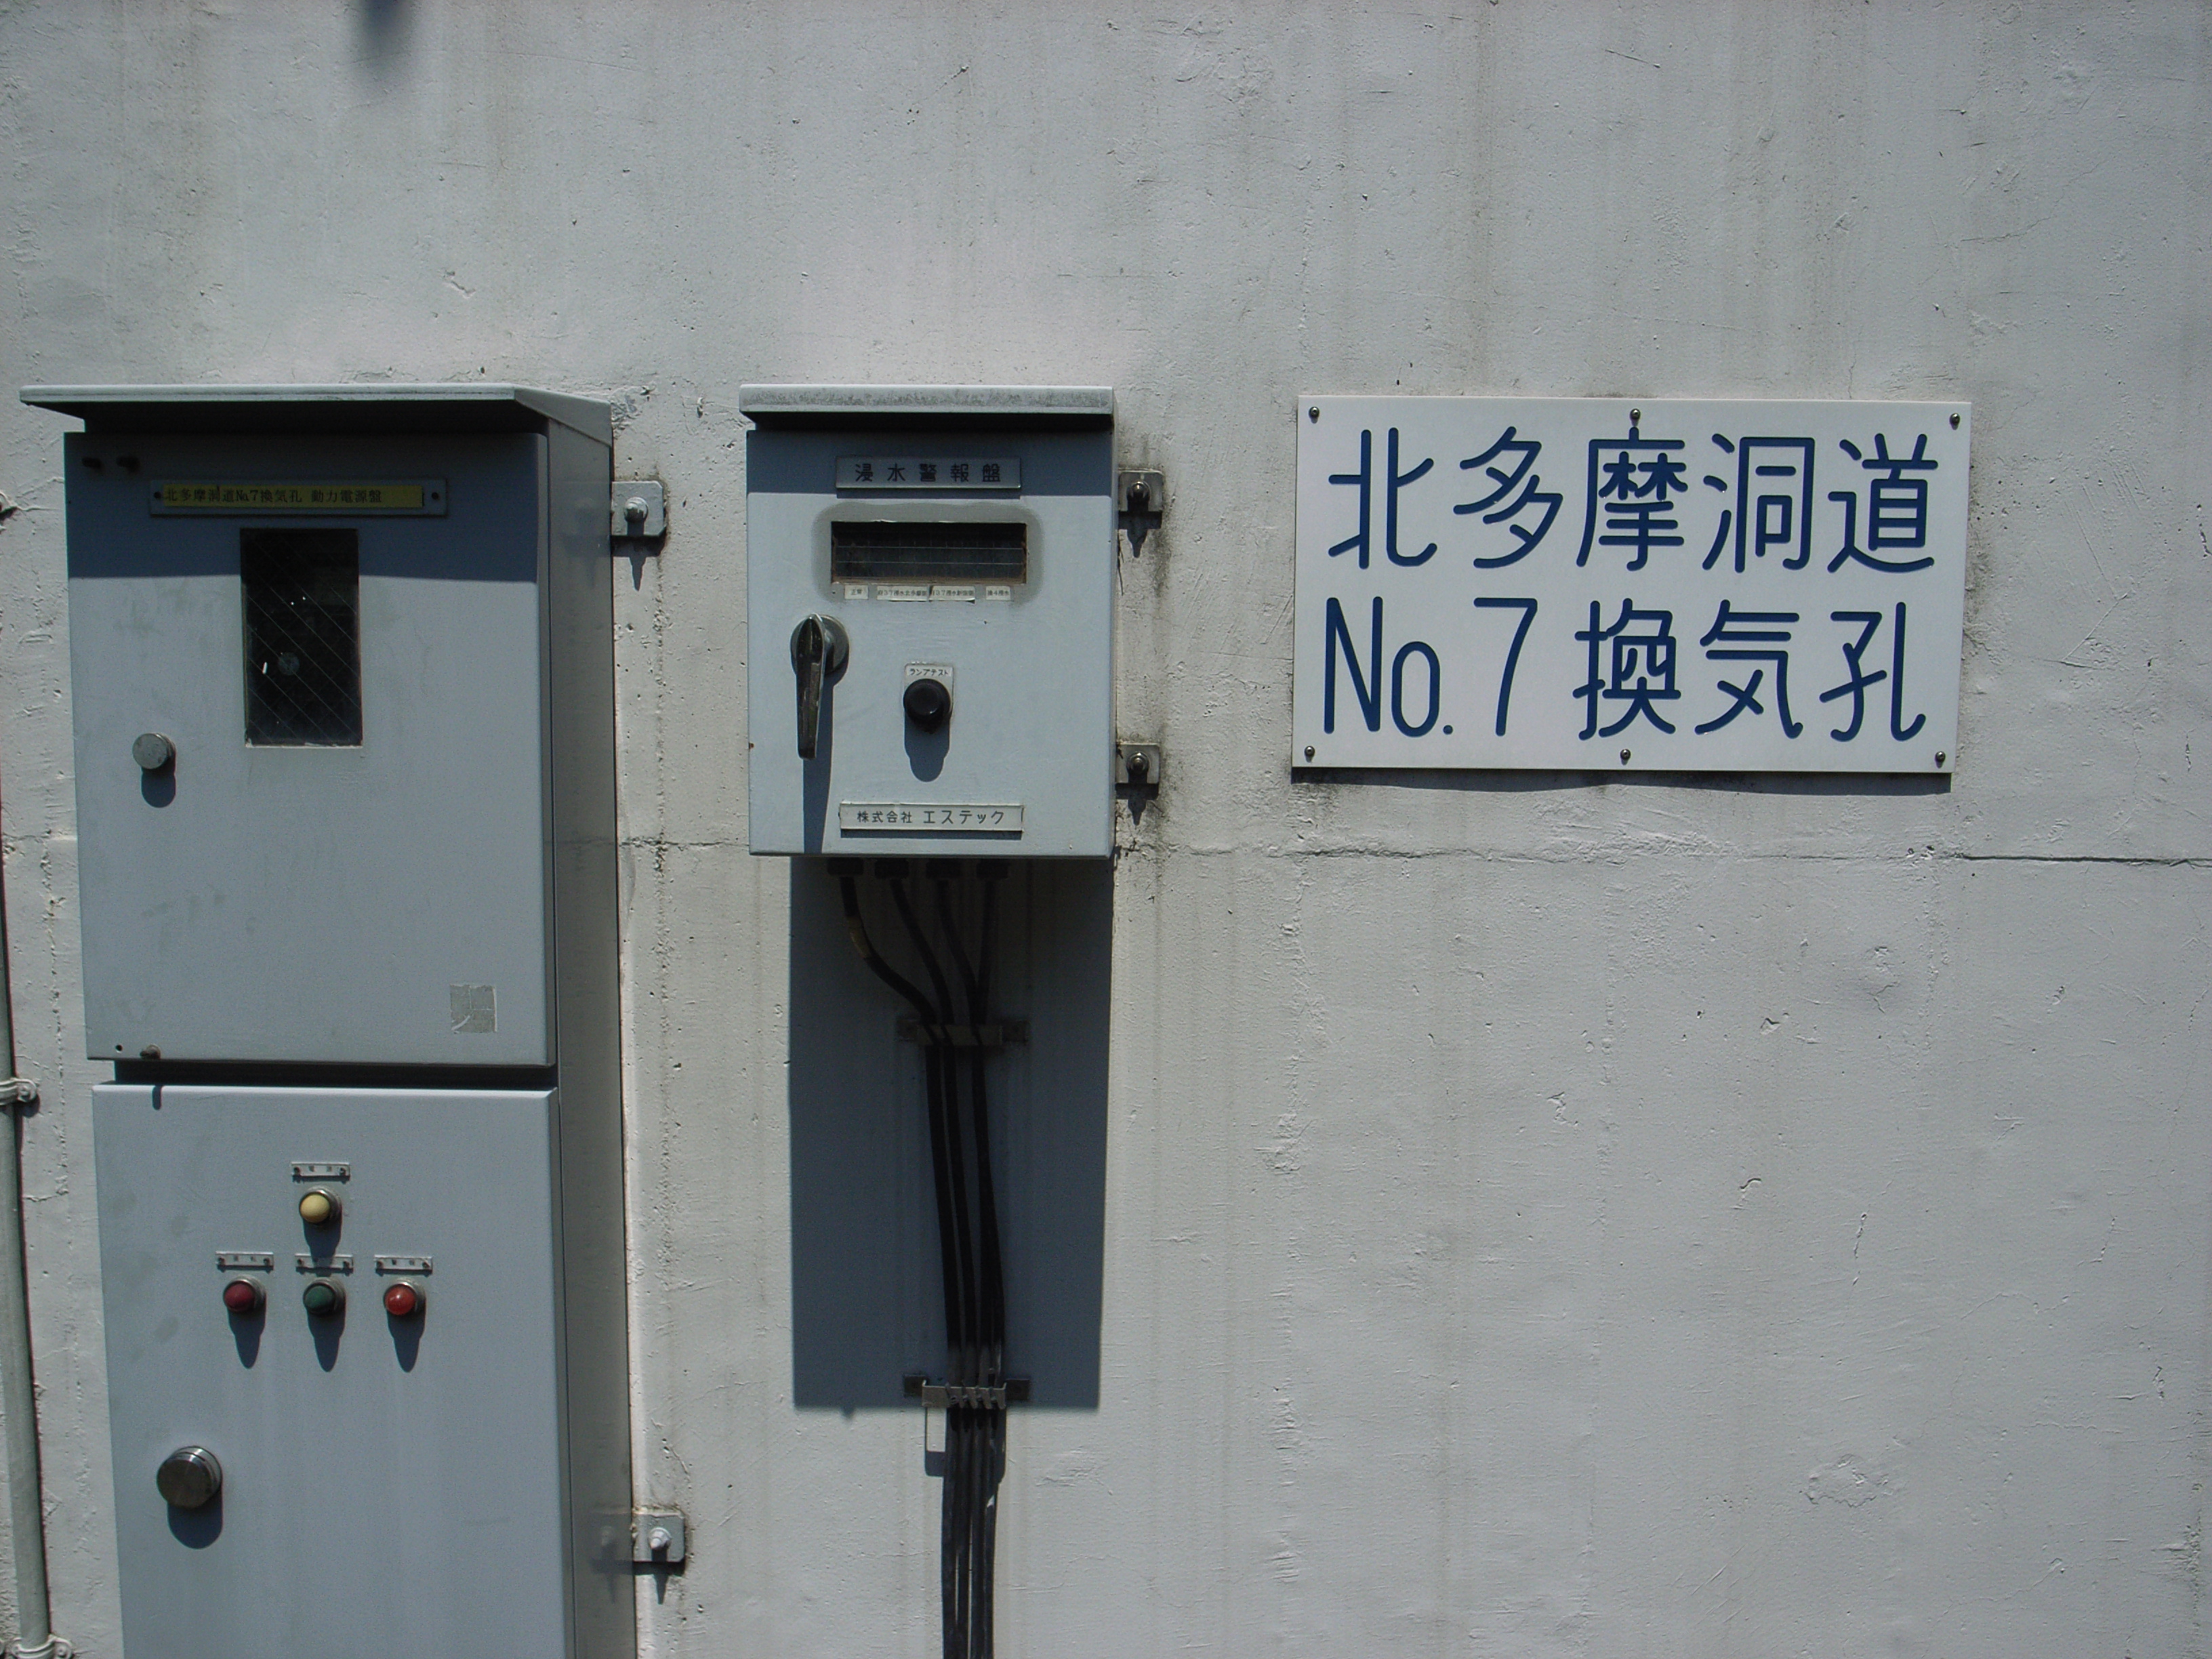 北多摩洞道№7換気孔 動力電源盤
浸水警報盤
正常
ランプテスト
株式会社 エステック
北多摩洞道
No.7換気孔